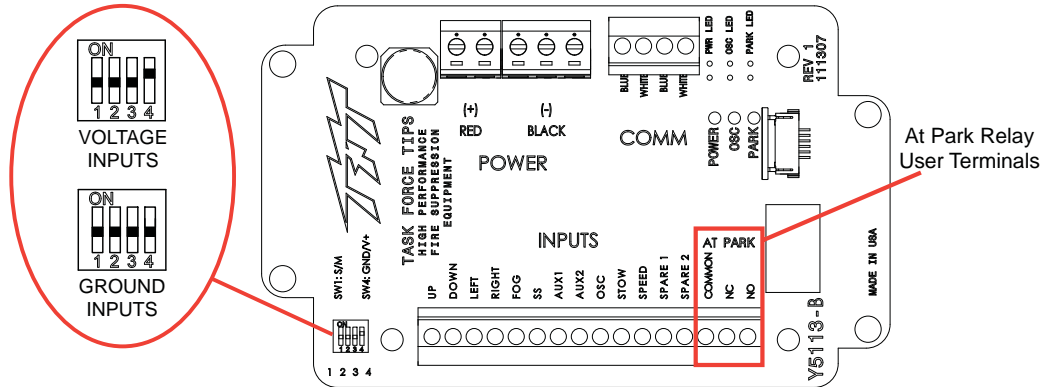 ON
1 2 3 4
VOLTAGE
INPUTS
ON
1 2 3 4
GROUND
INPUTS
TFT
TASK FORCE TIPS
HIGH PERFORMANCE
FIRE SUPPRESSION
EQUIPMENT
(+)
RED
(-)
BLACK
POWER
BLUE
WHITE
BLUE
WHITE
COMM
PWR LED
OSC LED
PARK LED
POWER
OSC
PARK
REV 1
111307
At Park Relay
User Terminals
INPUTS
SW1: S/M
SW4: GND/V+
ON
1 2 3 4
1 2 3 4
UP
DOWN
LEFT
RIGHT
FOG
SS
AUX1
AUX2
OSC
STOW
SPEED
SPARE 1
SPARE 2
AT PARK
COMMON
NC
NO
MADE IN USA
Y5113-B